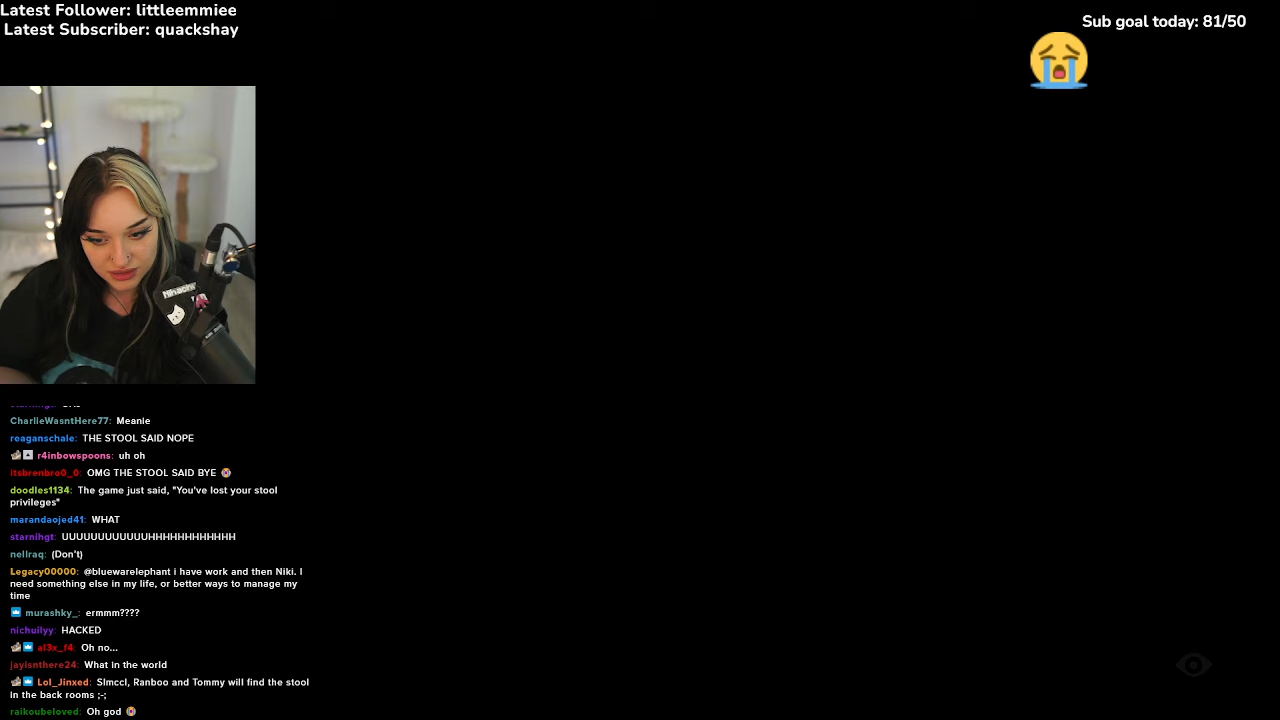 Latest Follower: littleemmiee
Latest Subscriber: quackshay
Sub goal today: 81/50
CharlieWasntHere77: Meanie
reaganschale: THE STOOL SAID NOPE
r4inbowspoons: uh oh
itsbrenbro0_0: OMG THE STOOL SAID BYE
doodles1134: The game just said, "You've lost your stool
privileges"
marandaojed41: WHAT
starnihgt: UUUUUUUUUUUUHHHHHHHHHHHH
nellraq: (Don't)
Legacy00000: @bluewarelephant i have work and then Niki. I
need something else in my life, or better ways to manage my
time
murashky_: ermmm????
nichuilyy: HACKED
al3x_f4: Oh no...
jayisnthere24: What in the world
Lol_Jinxed: Slmccl, Ranboo and Tommy will find the stool
in the back rooms ;-;
raikoubeloved: Oh god